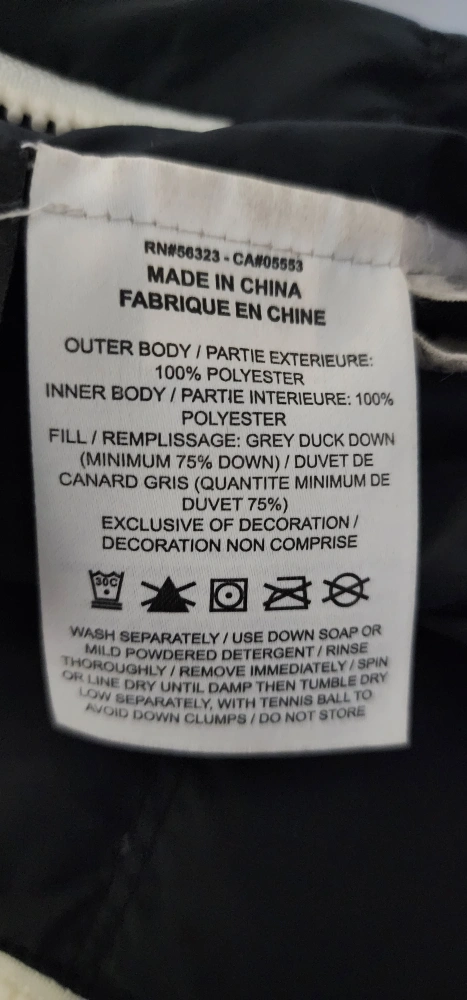 RN#56323 - CA#05553
MADE IN CHINA
FABRIQUE EN CHINE
OUTER BODY / PARTIE EXTERIEURE:
100% POLYESTER
INNER BODY / PARTIE INTERIEURE: 100%
POLYESTER
FILL / REMPLISSAGE: GREY DUCK DOWN
(MINIMUM 75% DOWN) / DUVET DE
CANARD GRIS (QUANTITE MINIMUM DE
DUVET 75%)
EXCLUSIVE OF DECORATION /
DECORATION NON COMPRISE
30C
WASH SEPARATELY / USE DOWN SOAP OR
MILD POWDERED DETERGENT / RINSE
THOROUGHLY / REMOVE IMMEDIATELY / SPIN
OR LINE DRY UNTIL DAMP THEN TUMBLE DRY
LOW SEPARATELY, WITH TENNIS BALL TO
AVOID DOWN CLUMPS / DO NOT STORE